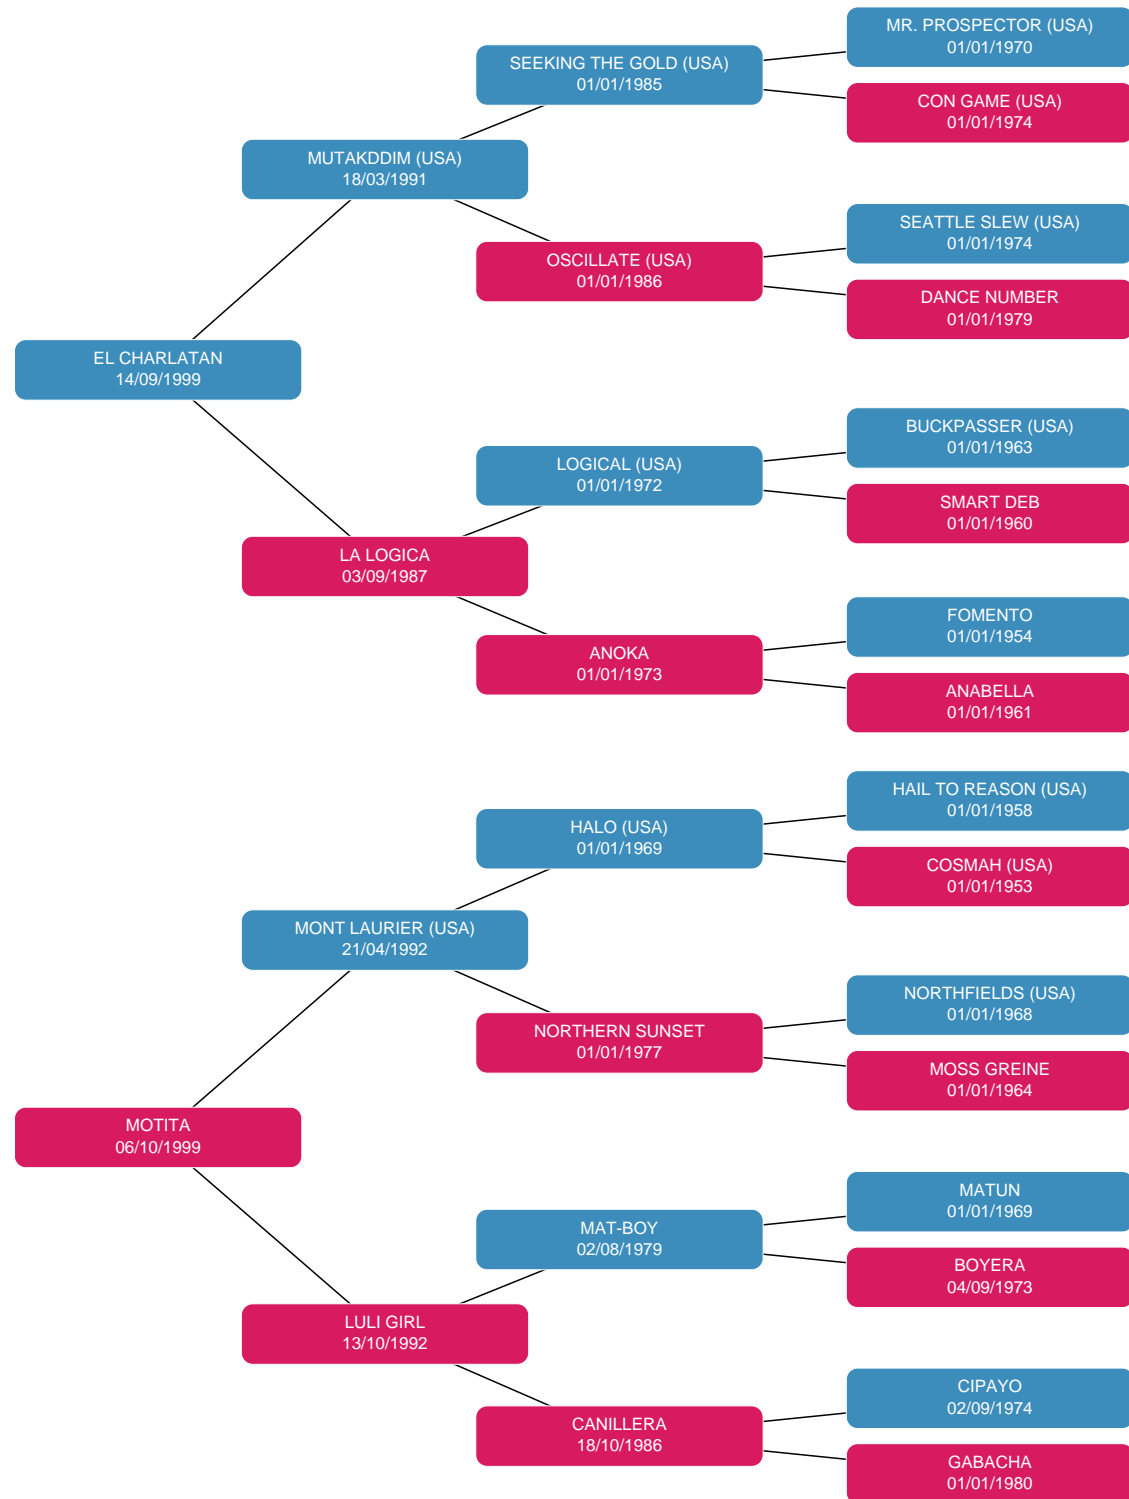 MR. PROSPECTOR (USA)
01/01/1970
SEEKING THE GOLD (USA)
01/01/1985
CON GAME (USA)
01/01/1974
MUTAKDDIM (USA)
18/03/1991
SEATTLE SLEW (USA)
01/01/1974
OSCILLATE (USA)
01/01/1986
DANCE NUMBER
01/01/1979
EL CHARLATAN
14/09/1999
BUCKPASSER (USA)
01/01/1963
LOGICAL (USA)
01/01/1972
SMART DEB
01/01/1960
LA LOGICA
03/09/1987
FOMENTO
01/01/1954
ANOKA
01/01/1973
ANABELLA
01/01/1961
HAIL TO REASON (USA)
01/01/1958
HALO (USA)
01/01/1969
COSMAH (USA)
01/01/1953
MONT LAURIER (USA)
21/04/1992
NORTHFIELDS (USA)
01/01/1968
NORTHERN SUNSET
01/01/1977
MOSS GREINE
01/01/1964
MOTITA
06/10/1999
MATUN
01/01/1969
MAT-BOY
02/08/1979
BOYERA
04/09/1973
LULI GIRL
13/10/1992
CIPAYO
02/09/1974
CANILLERA
18/10/1986
GABACHA
01/01/1980